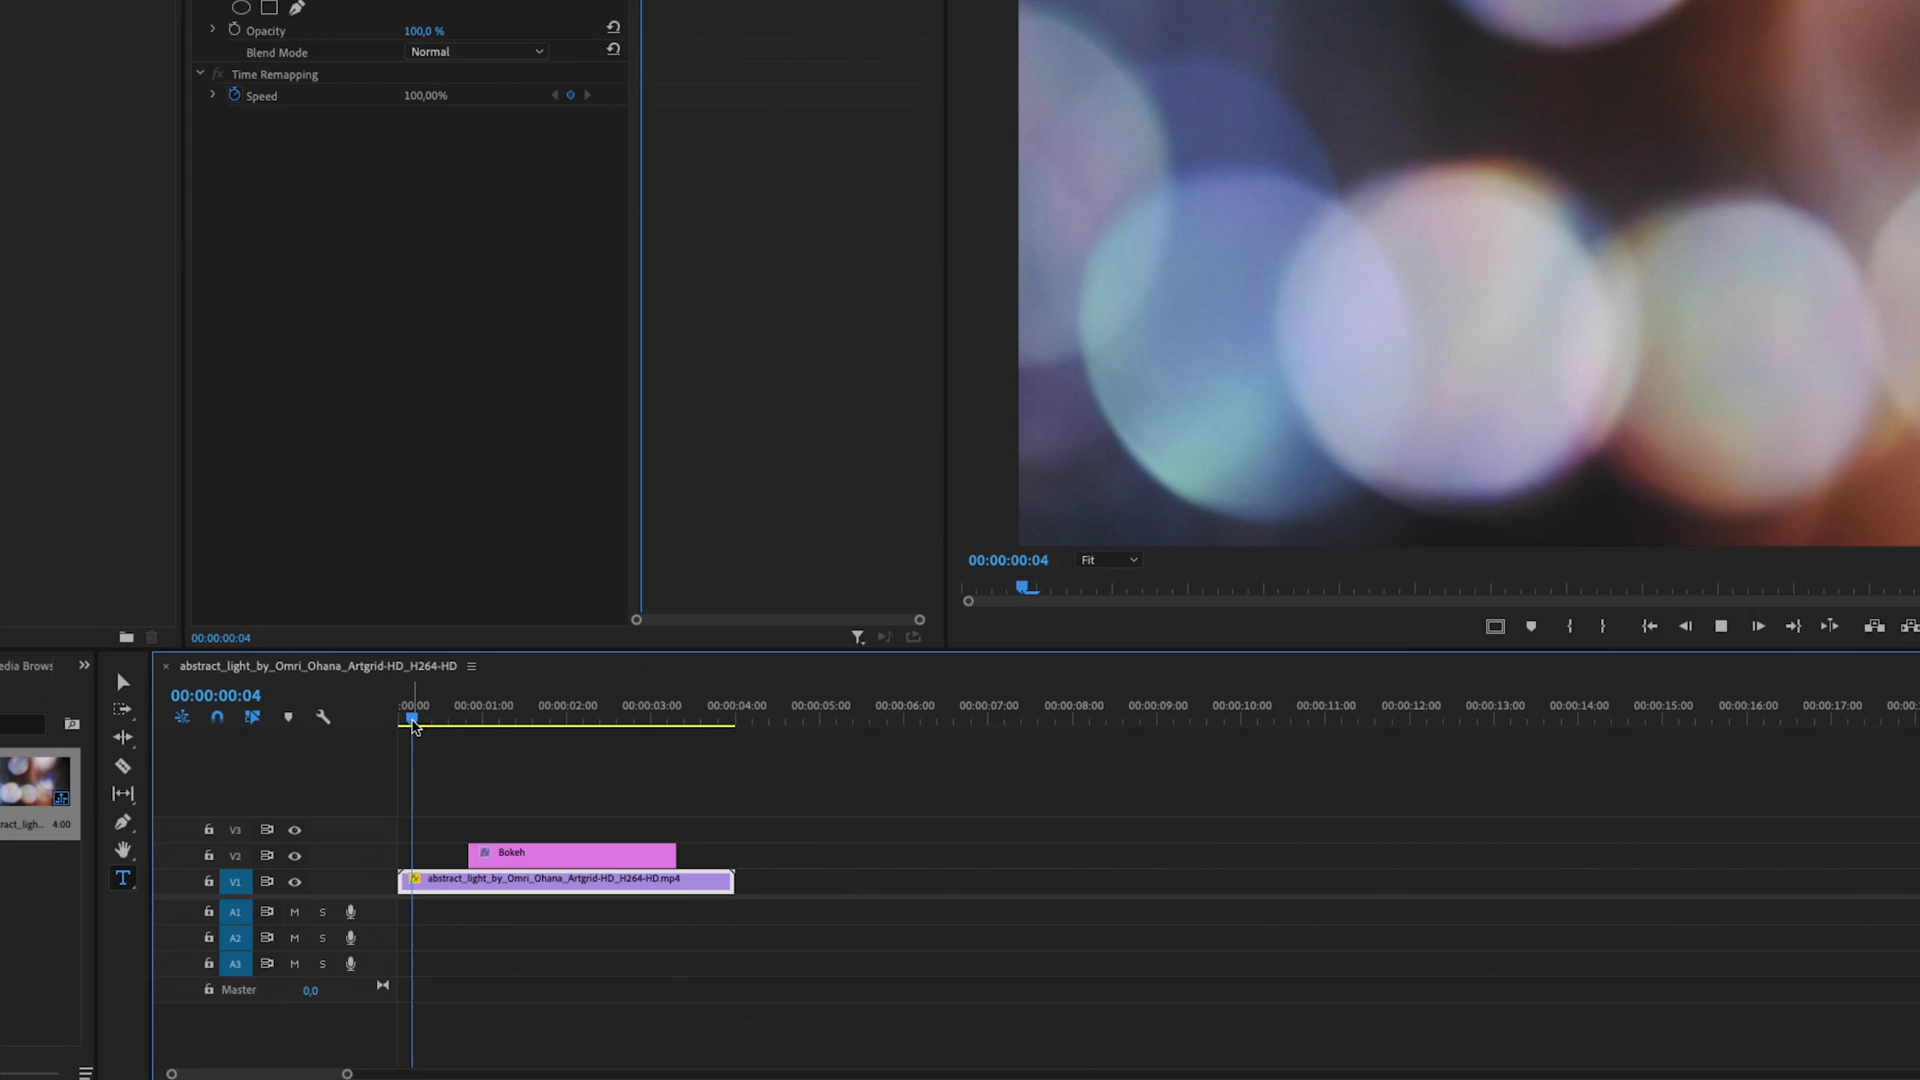 Opacity 100,0 %
Blend Mode Normal
fx Time Remapping
Speed 100,00%
00:00:00:04 Fit
00:00:00:04
edia Brows
abstract_light_by_Omri_Ohana_Artgrid-HD_H264-HD
00:00:00:04
:00:00 00:00:01:00 00:00:02:00 00:00:03:00 00:00:04:00 00:00:05:00 00:00:06:00 00:00:07:00 00:00:08:00 00:00:09:00 00:00:10:00 00:00:11:00 00:00:12:00 00:00:13:00 00:00:14:00 00:00:15:00 00:00:16:00 00:00:17:00 00:00:
ract_ligh... 4:00
V3
V2 fx Bokeh
V1 fx abstract_light_by_Omri_Ohana_Artgrid-HD_H264-HD.mp4
A1 M S
A2 M S
A3 M S
Master 0,0